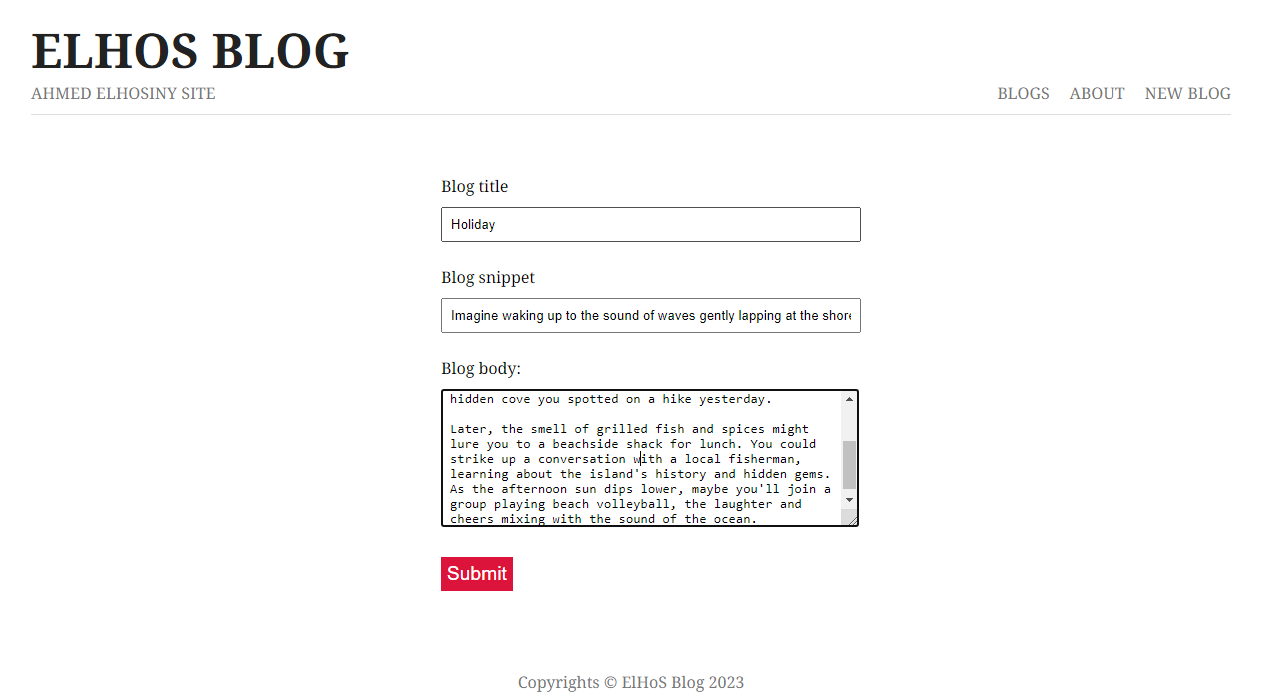 ELHOS BLOG
AHMED ELHOSINY SITE
BLOGS ABOUT NEW BLOG
Blog title
Holiday
Blog snippet
Imagine waking up to the sound of waves gently lapping at the shore
Blog body:
hidden cove you spotted on a hike yesterday.
Later, the smell of grilled fish and spices might
lure you to a beachside shack for lunch. You could
strike up a conversation with a local fisherman,
learning about the island's history and hidden gems.
As the afternoon sun dips lower, maybe you'll join a
group playing beach volleyball, the laughter and
cheers mixing with the sound of the ocean.
Submit
Copyrights © ElHoS Blog 2023